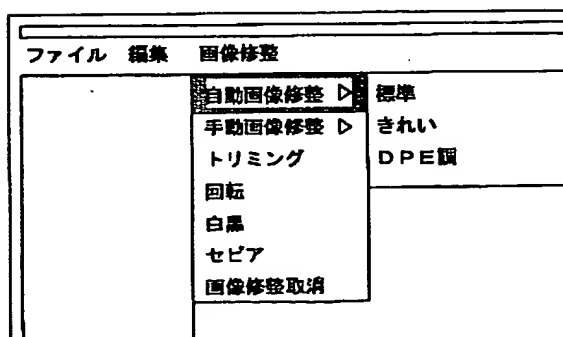 ファイル 編集 画像修整
自動画像修整 ▷ 標準
手動画像修整 ▷ きれい
トリミング DPE調
回転
白黒
セピア
画像修整取消